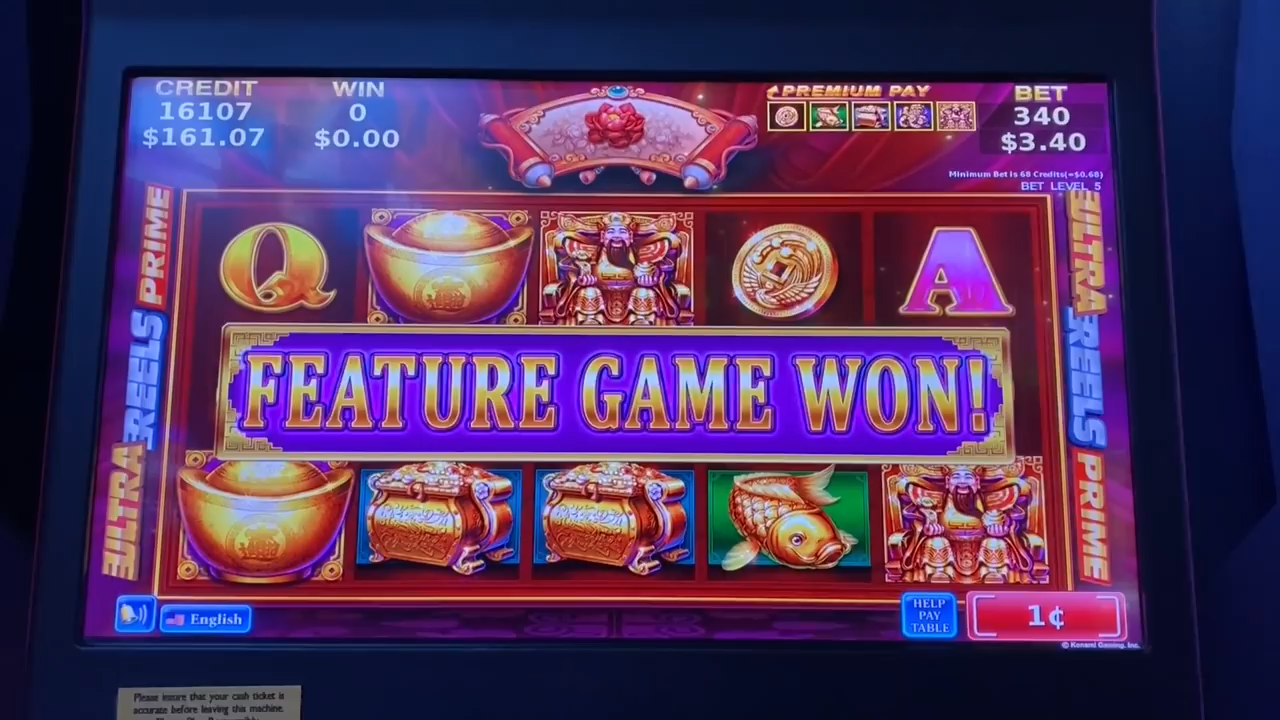 CREDIT
16107
$161.07
WIN
0
$0.00
PREMIUM PAY
BET
340
$3.40
Minimum Bet is 68 Credits(=$0.68)
BET LEVEL 5
ULTRA REELS PRIME
ULTRA REELS PRIME
Q
A
FEATURE GAME WON!
English
HELP
PAY
TABLE
1¢
© Konami Gaming, Inc.
Please insure that your cash ticket is
accurate before leaving this machine.